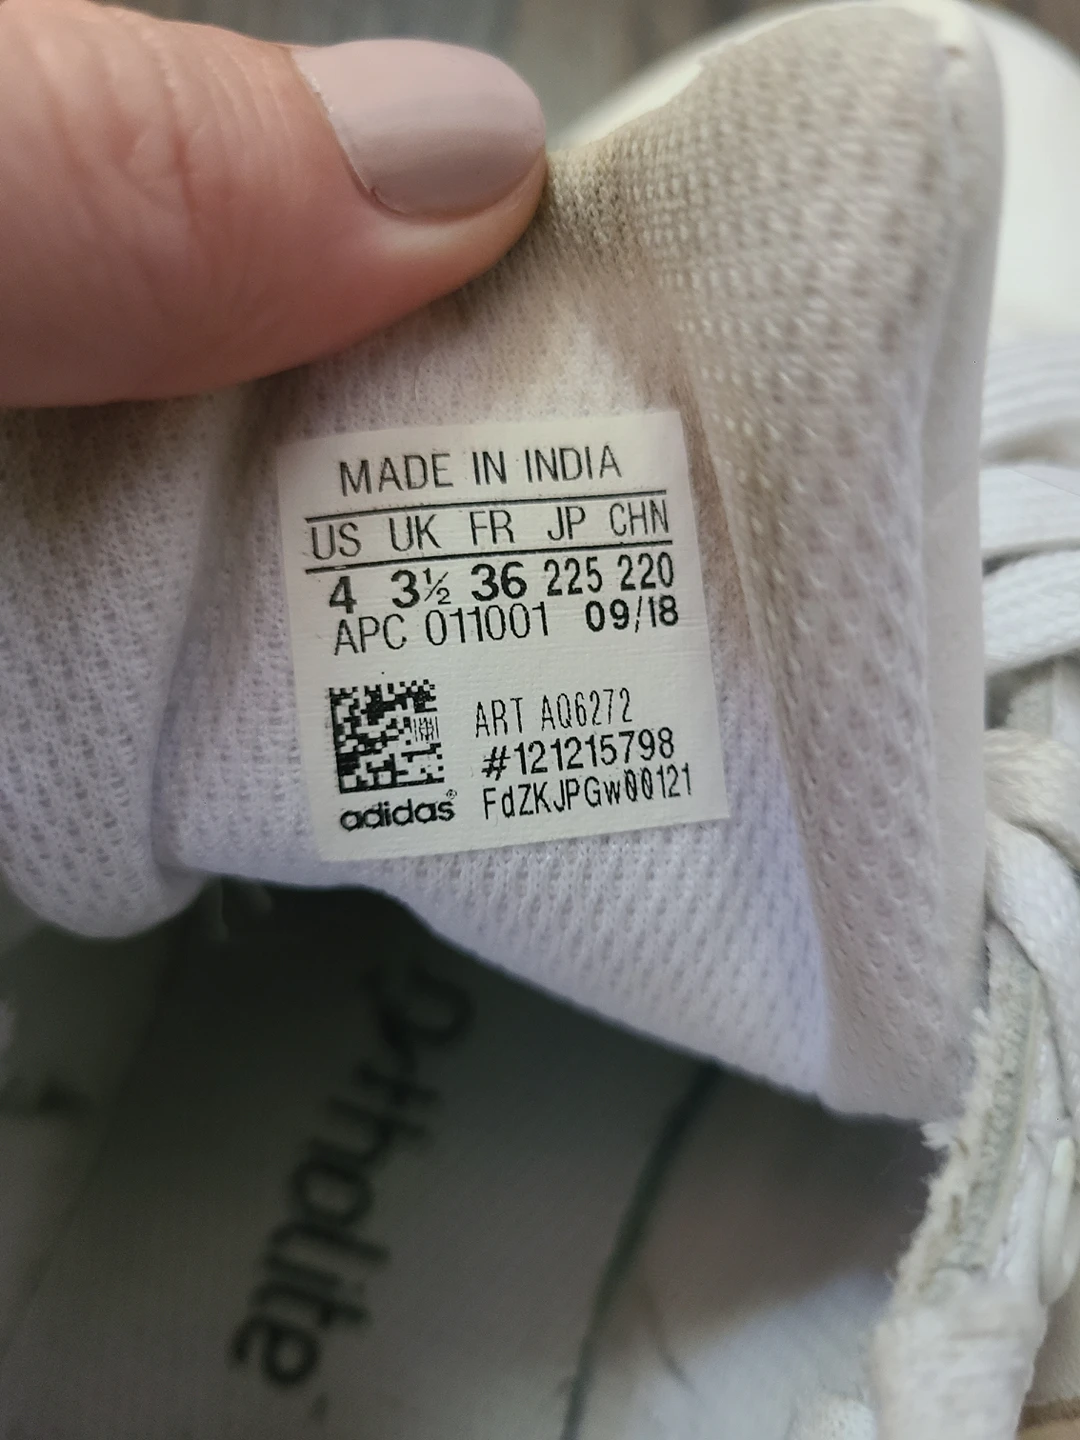 MADE IN INDIA
US UK FR JP CHN
4 3½ 36 225 220
APC 011001 09/18
ART AQ6272
#121215798
FdZKJPGw00121
adidas®
Ortholite